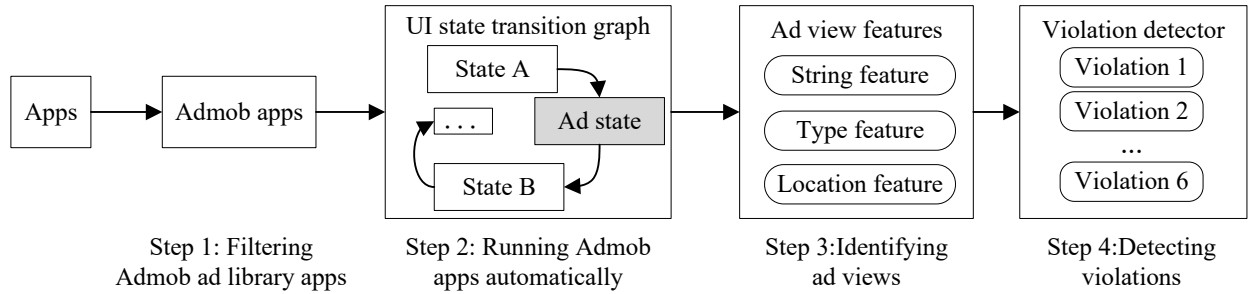 Apps
Admob apps
UI state transition graph
State A
Ad state
...
State B
Ad view features
String feature
Type feature
Location feature
Violation detector
Violation 1
Violation 2
...
Violation 6
Step 1: Filtering
Admob ad library apps
Step 2: Running Admob
apps automatically
Step 3:Identifying
ad views
Step 4:Detecting
violations